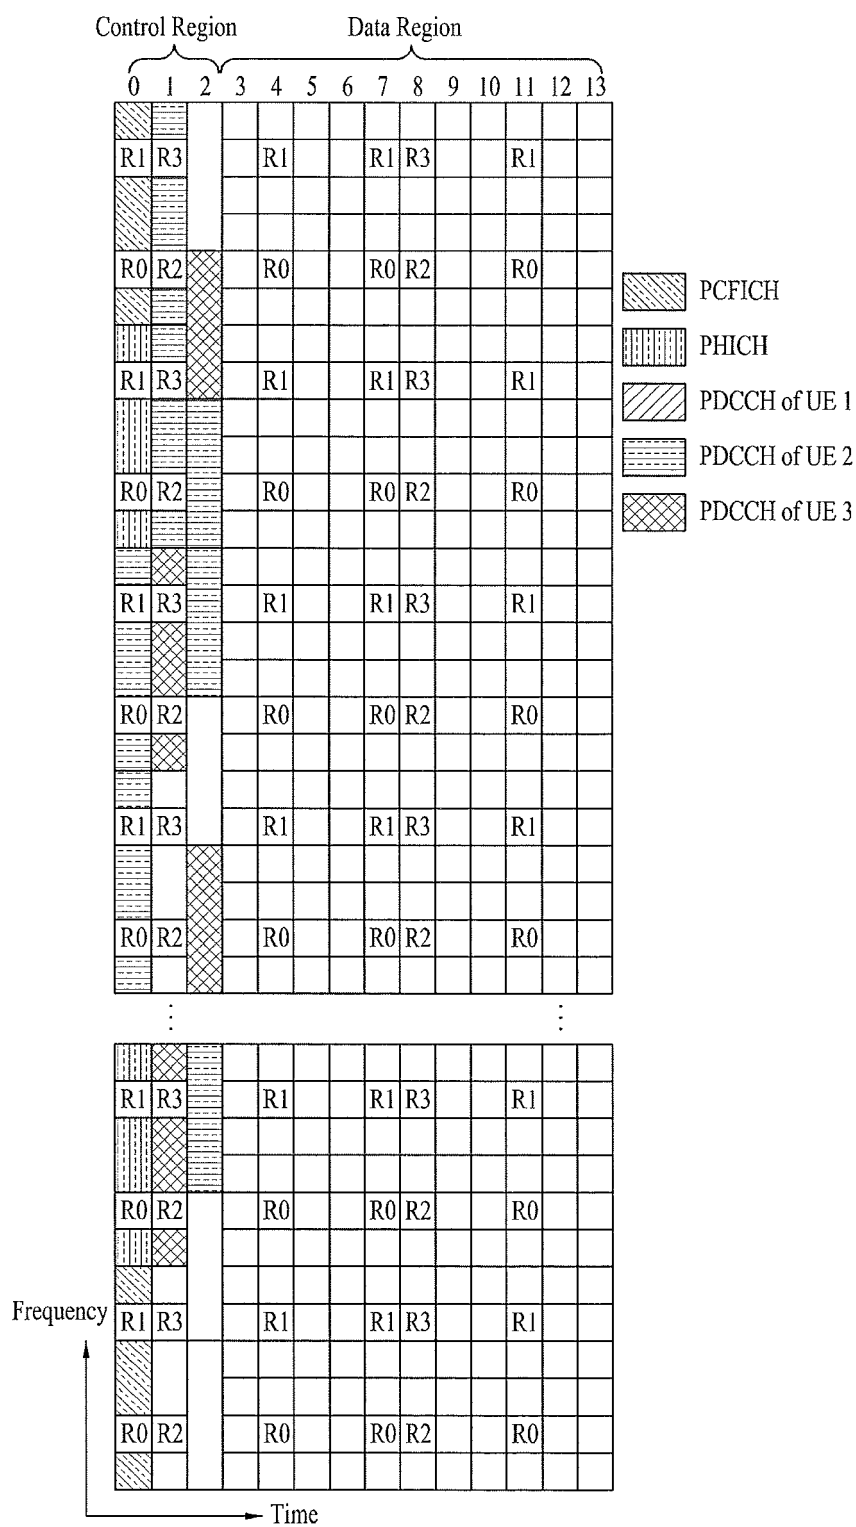 Control Region Data Region
0 1 2 3 4 5 6 7 8 9 10 11 12 13
R1 R3 R1 R1 R3 R1
R0 R2 R0 R0 R2 R0
PCFICH
PHICH
R1 R3 R1 R1 R3 R1
PDCCH of UE 1
PDCCH of UE 2
R0 R2 R0 R0 R2 R0
PDCCH of UE 3
R1 R3 R1 R1 R3 R1
R0 R2 R0 R0 R2 R0
R1 R3 R1 R1 R3 R1
R0 R2 R0 R0 R2 R0
R1 R3 R1 R1 R3 R1
R0 R2 R0 R0 R2 R0
Frequency
R1 R3 R1 R1 R3 R1
R0 R2 R0 R0 R2 R0
Time